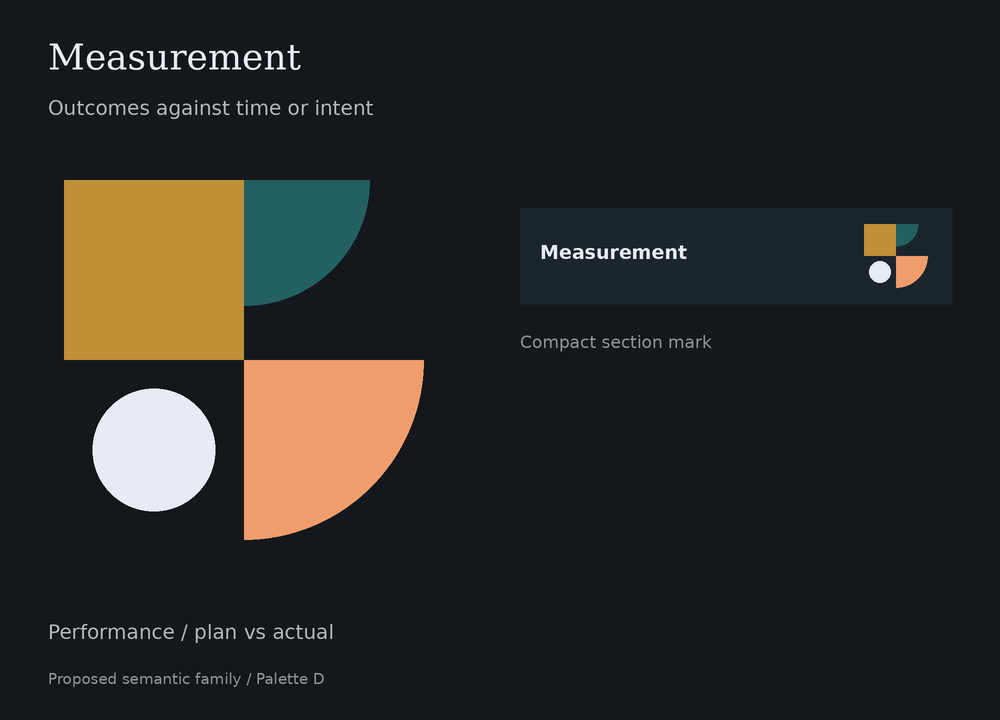 Measurement
Outcomes against time or intent
Measurement
Compact section mark
Performance / plan vs actual
Proposed semantic family / Palette D